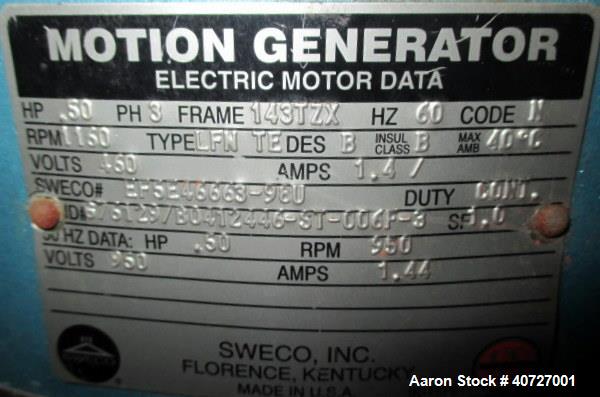 MOTION GENERATOR
ELECTRIC MOTOR DATA
HP .50 PH 3 FRAME 143TZX HZ 60 CODE N
RPM 1160 TYPE LFN TE DES B INSUL CLASS B MAX AMB 40°C
VOLTS 460 AMPS 1.4 /
SWECO# DUTY CONT.
ID# SF 1.0
50 HZ DATA: HP .50 RPM 950
VOLTS 950 AMPS 1.44
SWECO, INC.
FLORENCE, KENTUCKY
MADE IN U.S.A.
Aaron Stock # 40727001